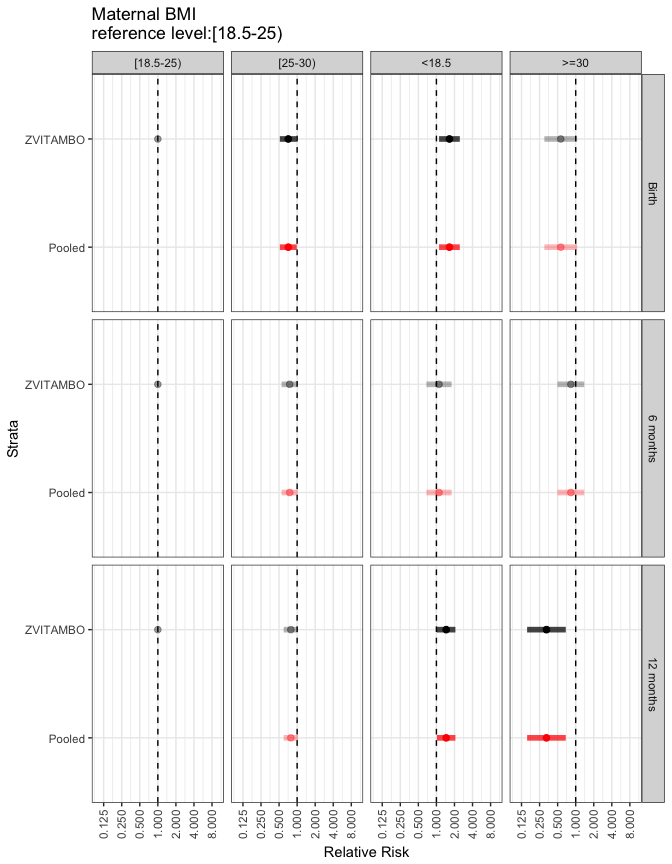 Maternal BMI
reference level:[18.5-25)
[18.5-25) [25-30) <18.5 >=30
ZVITAMBO
Pooled
Birth
ZVITAMBO
Pooled
6 months
Strata
ZVITAMBO
Pooled
12 months
0.125 0.250 0.500 1.000 2.000 4.000 8.000 0.125 0.250 0.500 1.000 2.000 4.000 8.000 0.125 0.250 0.500 1.000 2.000 4.000 8.000 0.125 0.250 0.500 1.000 2.000 4.000 8.000
Relative Risk